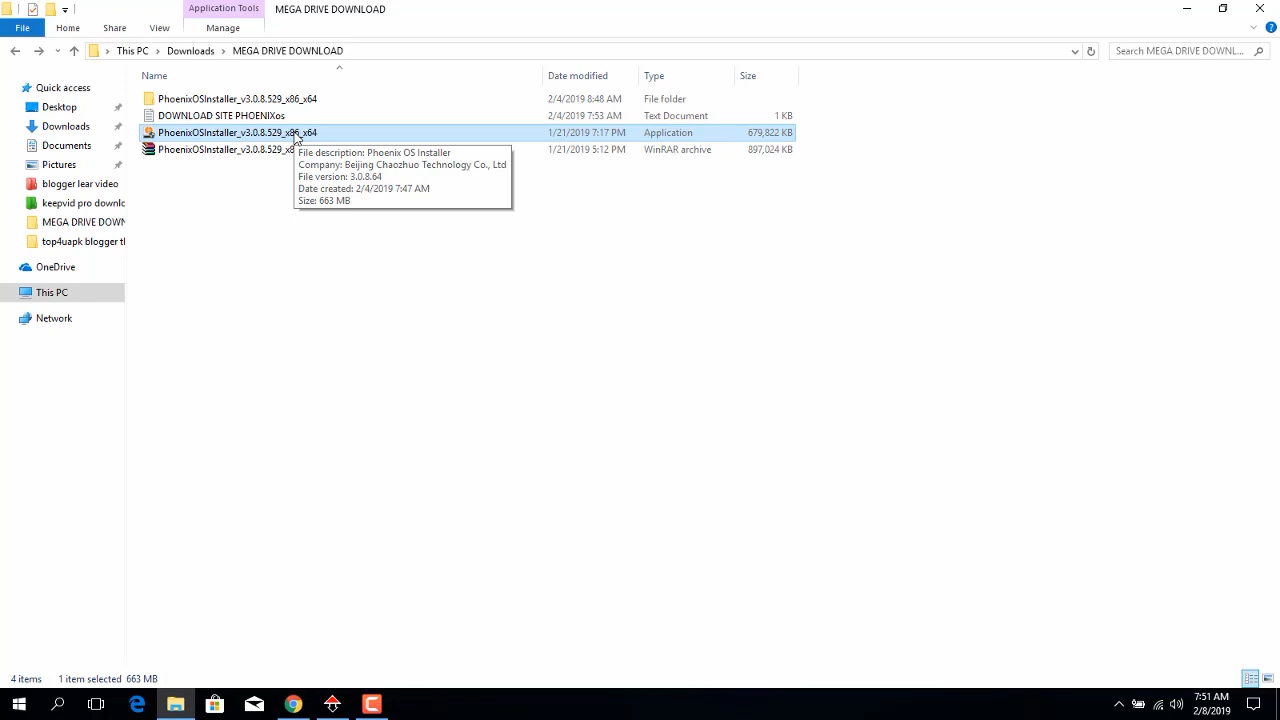 Application Tools
MEGA DRIVE DOWNLOAD
File
Home
Share
View
Manage
This PC
Downloads
MEGA DRIVE DOWNLOAD
Search MEGA DRIVE DOWNL...
Name
Date modified
Type
Size
Quick access
PhoenixOSInstaller_v3.0.8.529_x86_x64
2/4/2019 8:48 AM
File folder
Desktop
DOWNLOAD SITE PHOENIXos
2/4/2019 7:53 AM
Text Document
1 KB
Downloads
PhoenixOSInstaller_v3.0.8.529_x86_x64
1/21/2019 7:17 PM
Application
679,822 KB
Documents
PhoenixOSInstaller_v3.0.8.529_x8
1/21/2019 5:12 PM
WinRAR archive
897,024 KB
File description: Phoenix OS Installer
Company: Beijing Chaozhuo Technology Co., Ltd
File version: 3.0.8.64
Date created: 2/4/2019 7:47 AM
Size: 663 MB
Pictures
blogger lear video
keepvid pro downlo
MEGA DRIVE DOWN
top4uapk blogger tl
OneDrive
This PC
Network
4 items
1 item selected 663 MB
7:51 AM
2/8/2019